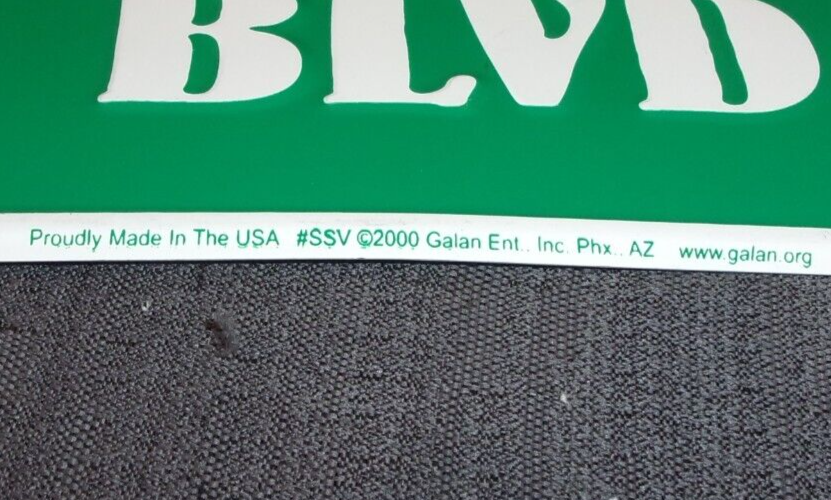 BLVD
Proudly Made In The USA #SSV ©2000 Galan Ent., Inc. Phx., AZ www.galan.org